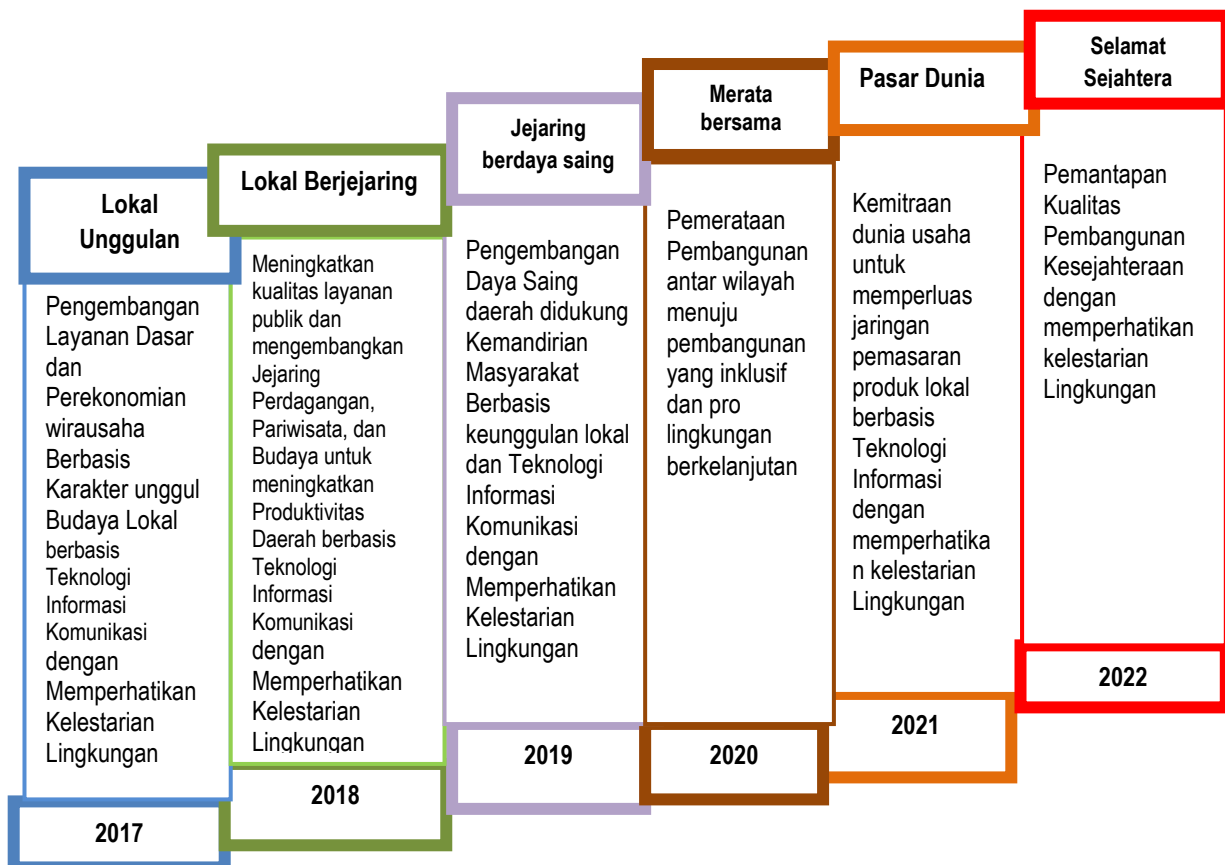 Lokal
Unggulan
Pengembangan
Layanan Dasar
dan
Perekonomian
wirausaha
Berbasis
Karakter unggul
Budaya Lokal
berbasis
Teknologi
Informasi
Komunikasi
dengan
Memperhatikan
Kelestarian
Lingkungan
2017
Lokal Berjejaring
Meningkatkan
kualitas layanan
publik dan
mengembangkan
Jejaring
Perdagangan,
Pariwisata, dan
Budaya untuk
meningkatkan
Produktivitas
Daerah berbasis
Teknologi
Informasi
Komunikasi
dengan
Memperhatikan
Kelestarian
Lingkungan
2018
Jejaring
berdaya saing
Pengembangan
Daya Saing
daerah didukung
Kemandirian
Masyarakat
Berbasis
keunggulan lokal
dan Teknologi
Informasi
Komunikasi
dengan
Memperhatikan
Kelestarian
Lingkungan
2019
Merata
bersama
Pemerataan
Pembangunan
antar wilayah
menuju
pembangunan
yang inklusif
dan pro
lingkungan
berkelanjutan
2020
Pasar Dunia
Kemitraan
dunia usaha
untuk
memperluas
jaringan
pemasaran
produk lokal
berbasis
Teknologi
Informasi
dengan
memperhatika
n kelestarian
Lingkungan
2021
Selamat
Sejahtera
Pemantapan
Kualitas
Pembangunan
Kesejahteraan
dengan
memperhatikan
kelestarian
Lingkungan
2022